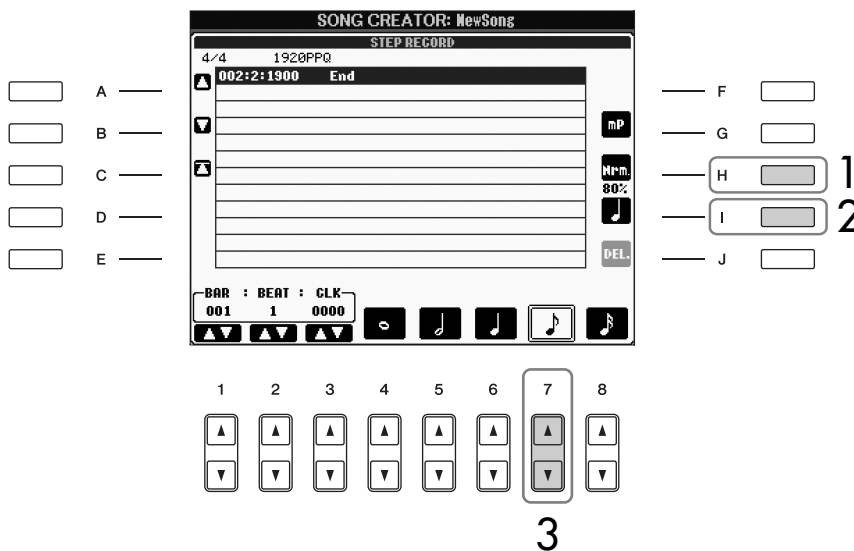 SONG CREATOR: NewSong
STEP RECORD
4/4 1920PPQ
002:2:1900 End
A
B
C
D
E
mP
Nrm.
80%
DEL.
F
G
H
I
J
1
2
BAR : BEAT : CLK
001 1 0000
1 2 3 4 5 6 7 8
3